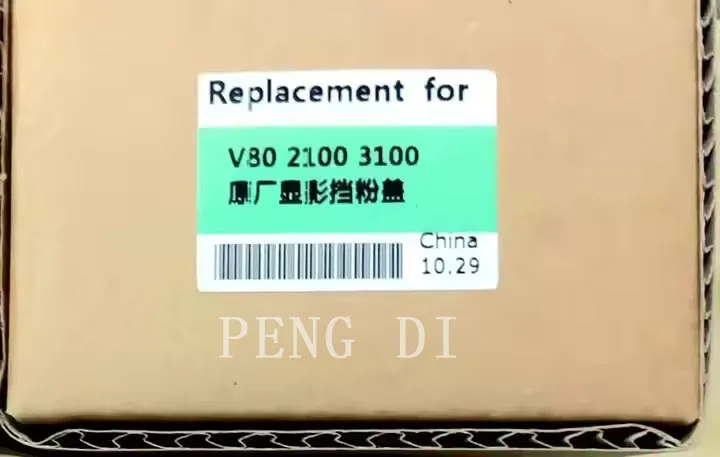 Replacement for
V80 2100 3100
原厂显影挡粉盖
China
10.29
PENG DI